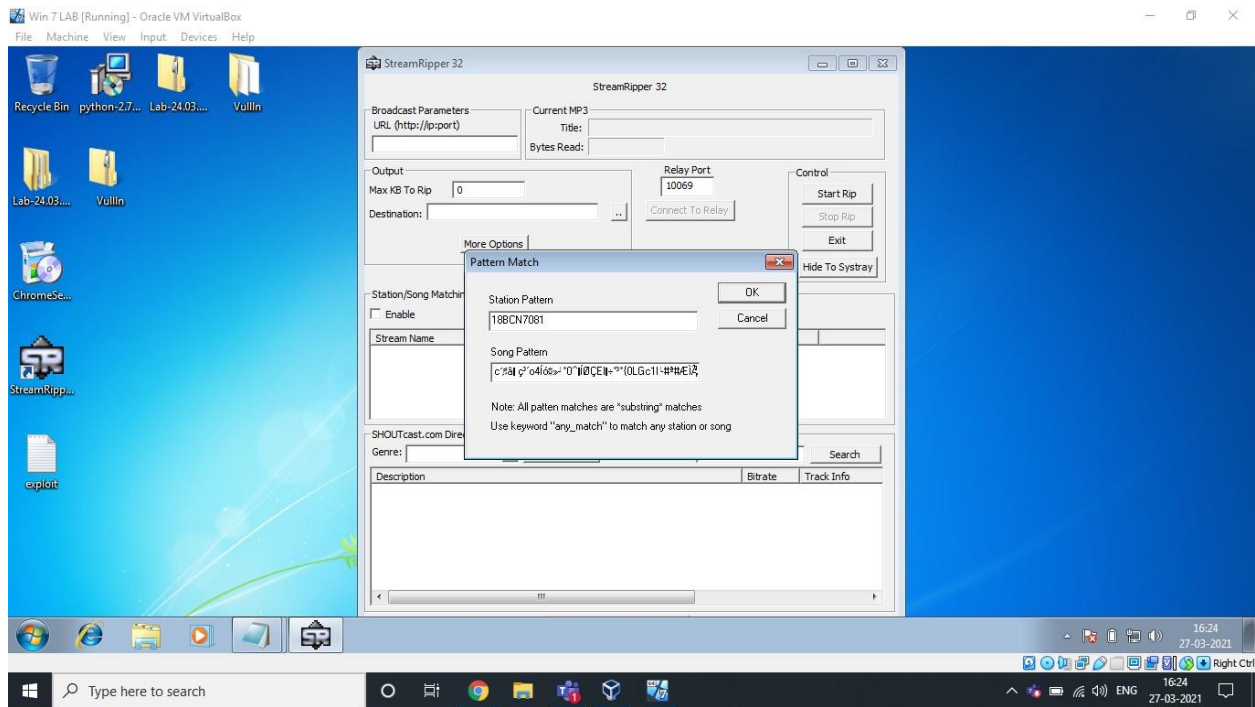 Win 7 LAB [Running] - Oracle VM VirtualBox
File Machine View Input Devices Help
Recycle Bin
python-2.7...
Lab-24.03....
VullIn
Lab-24.03....
VullIn
ChromeSe...
StreamRipp...
exploit
StreamRipper 32
StreamRipper 32
Broadcast Parameters
URL (http://ip:port)
Current MP3
Title:
Bytes Read:
Output
Max KB To Rip 0
Destination:
..
More Options
Relay Port
10069
Connect To Relay
Control
Start Rip
Stop Rip
Exit
Hide To Systray
Station/Song Matchin
Enable
Stream Name
Pattern Match
Station Pattern
18BCN7081
OK
Cancel
Song Pattern
Note: All patten matches are *substring* matches
Use keyword "any_match" to match any station or song
SHOUTcast.com Dire
Genre:
Search
Description Bitrate Track Info
16:24
27-03-2021
Right Ctrl
Type here to search
ENG
16:24
27-03-2021